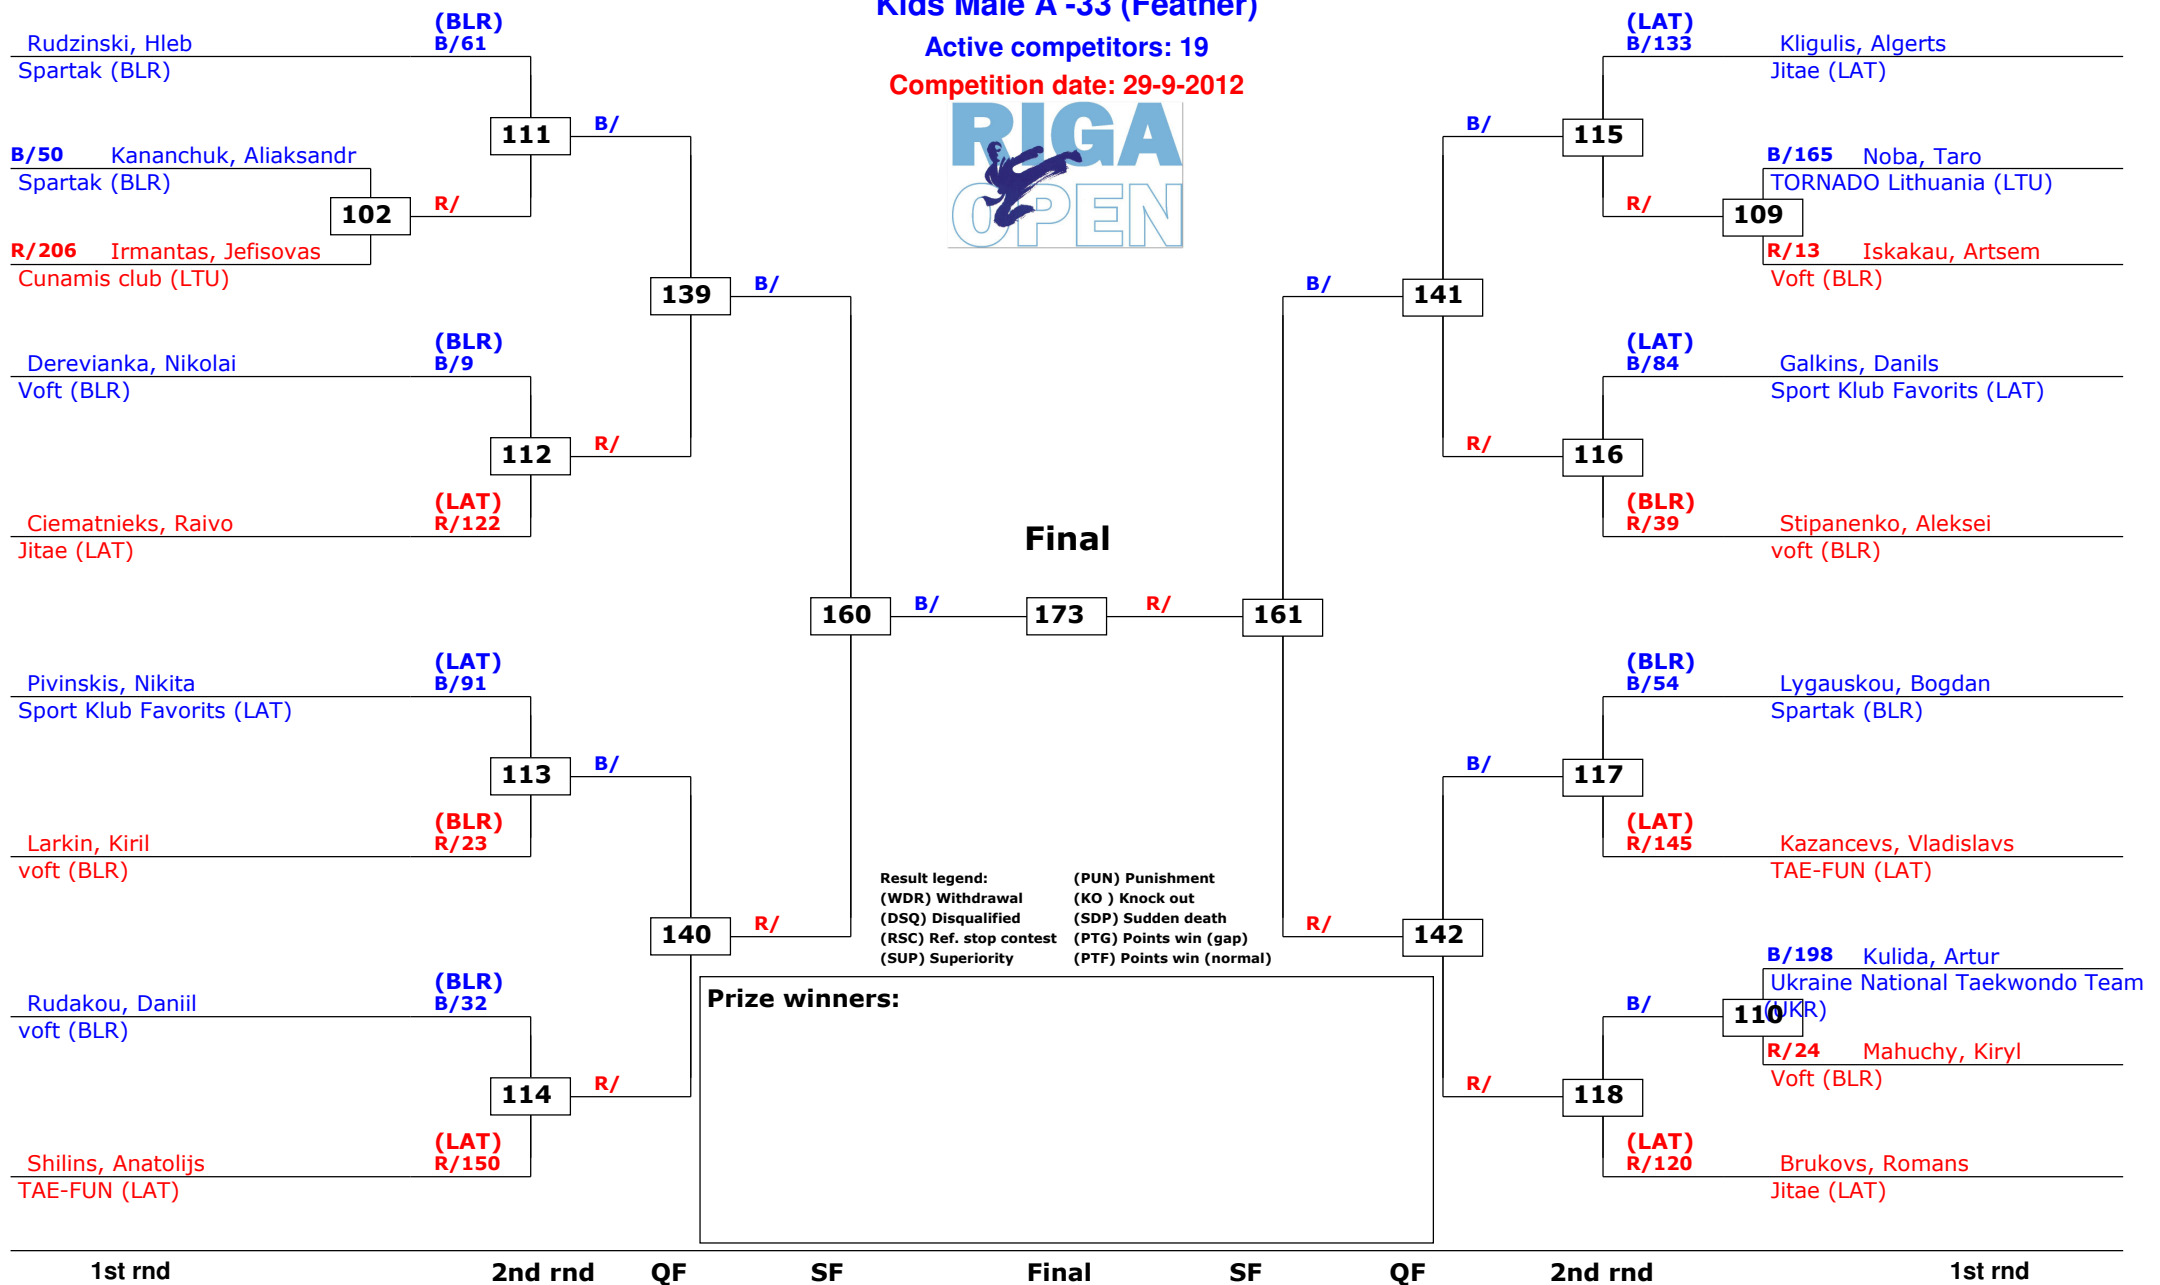 Kids Male A -33 (Feather)
Active competitors: 19
Competition date: 29-9-2012
RIGA
OPEN
(BLR)
Rudzinski, Hleb B/61
Spartak (BLR)
111
B/
B/50 Kananchuk, Aliaksandr
Spartak (BLR)
102
R/
R/206 Irmantas, Jefisovas
Cunamis club (LTU)
139
B/
(BLR)
Derevianka, Nikolai B/9
Voft (BLR)
112
R/
(LAT)
Ciematnieks, Raivo R/122
Jitae (LAT)
160
B/
(LAT)
Pivinskis, Nikita B/91
Sport Klub Favorits (LAT)
113
B/
(BLR)
Larkin, Kiril R/23
voft (BLR)
140
R/
(BLR)
Rudakou, Daniil B/32
voft (BLR)
114
R/
(LAT)
Shilins, Anatolijs R/150
TAE-FUN (LAT)
Final
173
R/
161
(LAT)
B/133 Kligulis, Algerts
Jitae (LAT)
B/
115
B/165 Noba, Taro
TORNADO Lithuania (LTU)
R/
109
R/13 Iskakau, Artsem
Voft (BLR)
B/
141
(LAT)
B/84 Galkins, Danils
Sport Klub Favorits (LAT)
R/
116
(BLR)
R/39 Stipanenko, Aleksei
voft (BLR)
(BLR)
B/54 Lygauskou, Bogdan
Spartak (BLR)
B/
117
(LAT)
R/145 Kazancevs, Vladislavs
TAE-FUN (LAT)
R/
142
B/198 Kulida, Artur
Ukraine National Taekwondo Team
(UKR)
B/
110
R/24 Mahuchy, Kiryl
Voft (BLR)
R/
118
(LAT)
R/120 Brukovs, Romans
Jitae (LAT)
Result legend: (PUN) Punishment
(WDR) Withdrawal (KO ) Knock out
(DSQ) Disqualified (SDP) Sudden death
(RSC) Ref. stop contest (PTG) Points win (gap)
(SUP) Superiority (PTF) Points win (normal)
Prize winners:
1st rnd 2nd rnd QF SF Final SF QF 2nd rnd 1st rnd